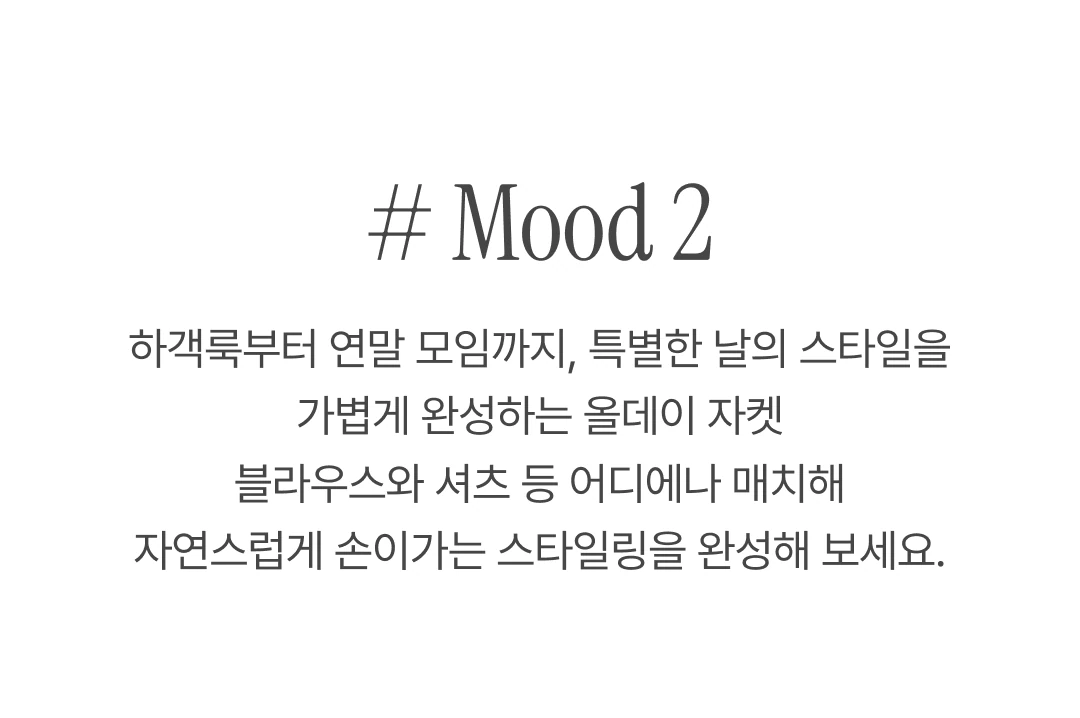 # Mood 2
하객룩부터 연말 모임까지, 특별한 날의 스타일을
가볍게 완성하는 올데이 자켓
블라우스와 셔츠 등 어디에나 매치해
자연스럽게 손이가는 스타일링을 완성해 보세요.